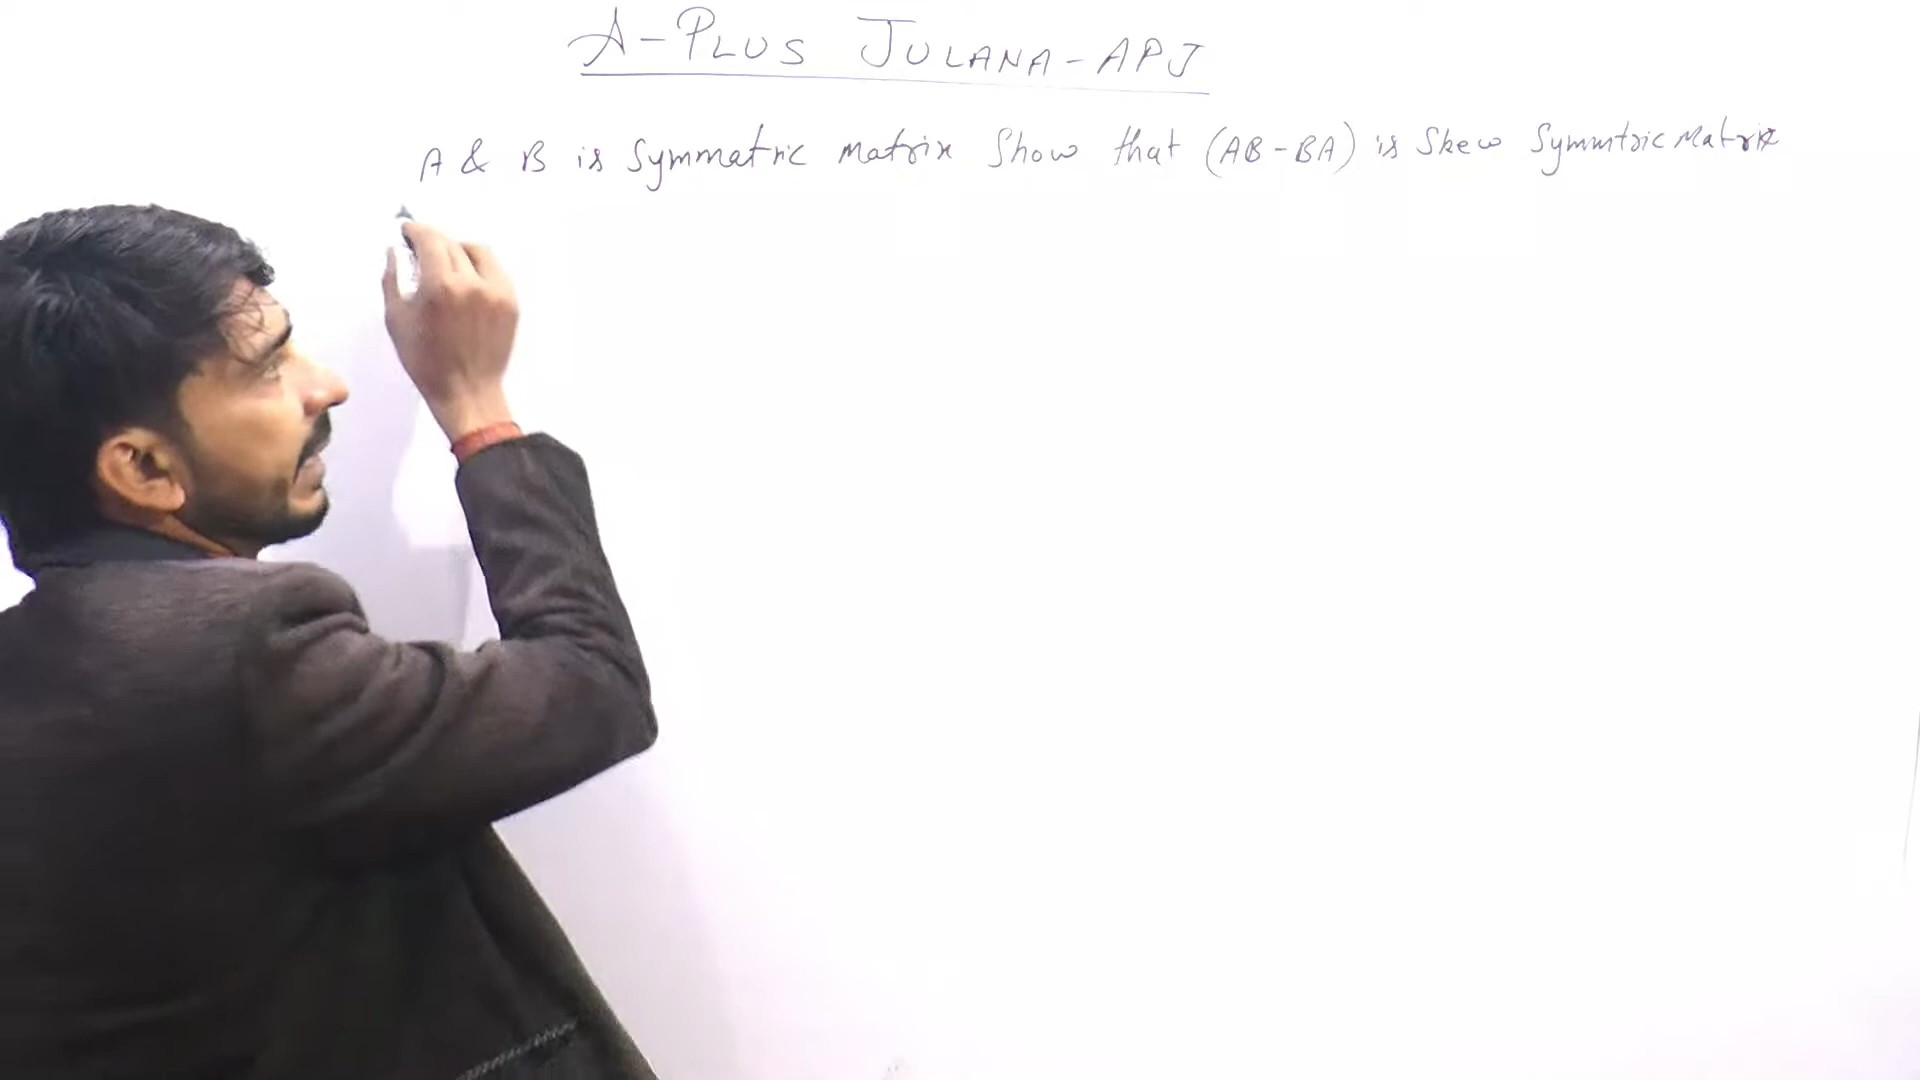 A-PLUS JULANA-APJ
A & B is Symmatric matrix Show that (AB-BA) is Skew Symmtric Matrix